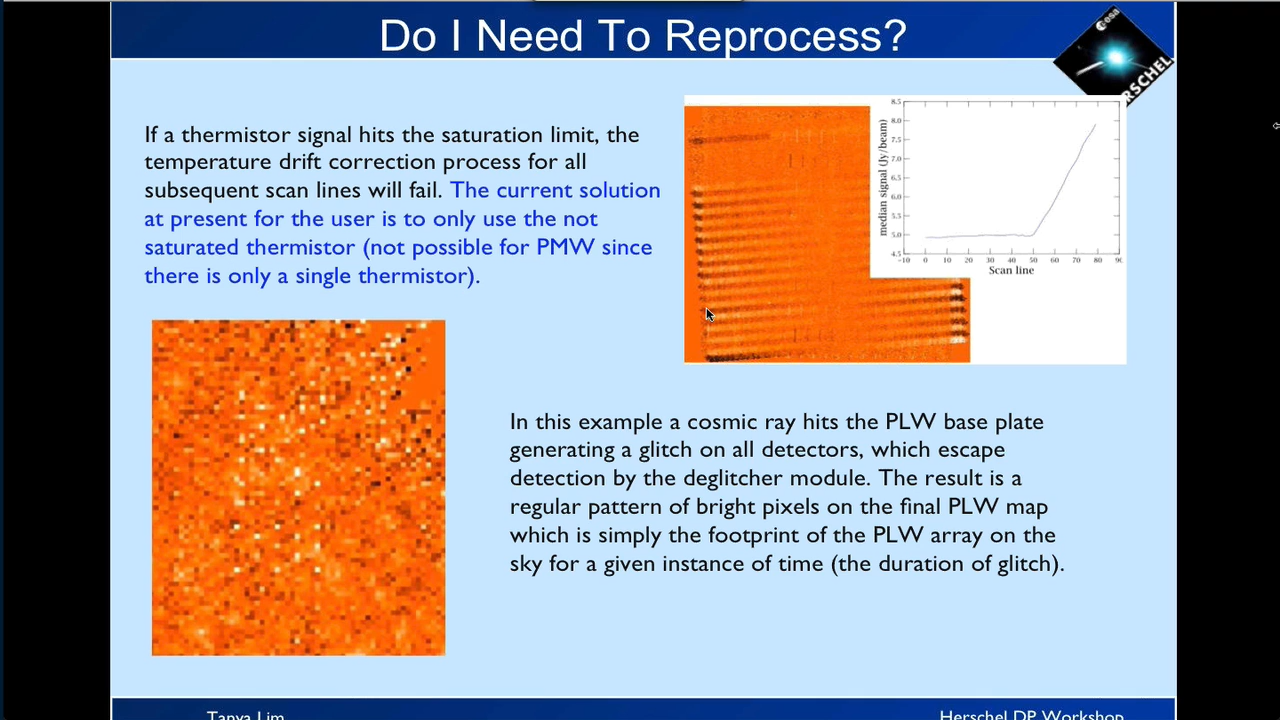 Do I Need To Reprocess?
esa
HERSCHEL
If a thermistor signal hits the saturation limit, the
temperature drift correction process for all
subsequent scan lines will fail. The current solution
at present for the user is to only use the not
saturated thermistor (not possible for PMW since
there is only a single thermistor).
median signal (Jy/beam)
8.5
8.0
7.5
7.0
6.5
6.0
5.5
5.0
4.5
-10 0 10 20 30 40 50 60 70 80
Scan line
In this example a cosmic ray hits the PLW base plate
generating a glitch on all detectors, which escape
detection by the deglitcher module. The result is a
regular pattern of bright pixels on the final PLW map
which is simply the footprint of the PLW array on the
sky for a given instance of time (the duration of glitch).
Tanya Lim
Herschel DP Workshop